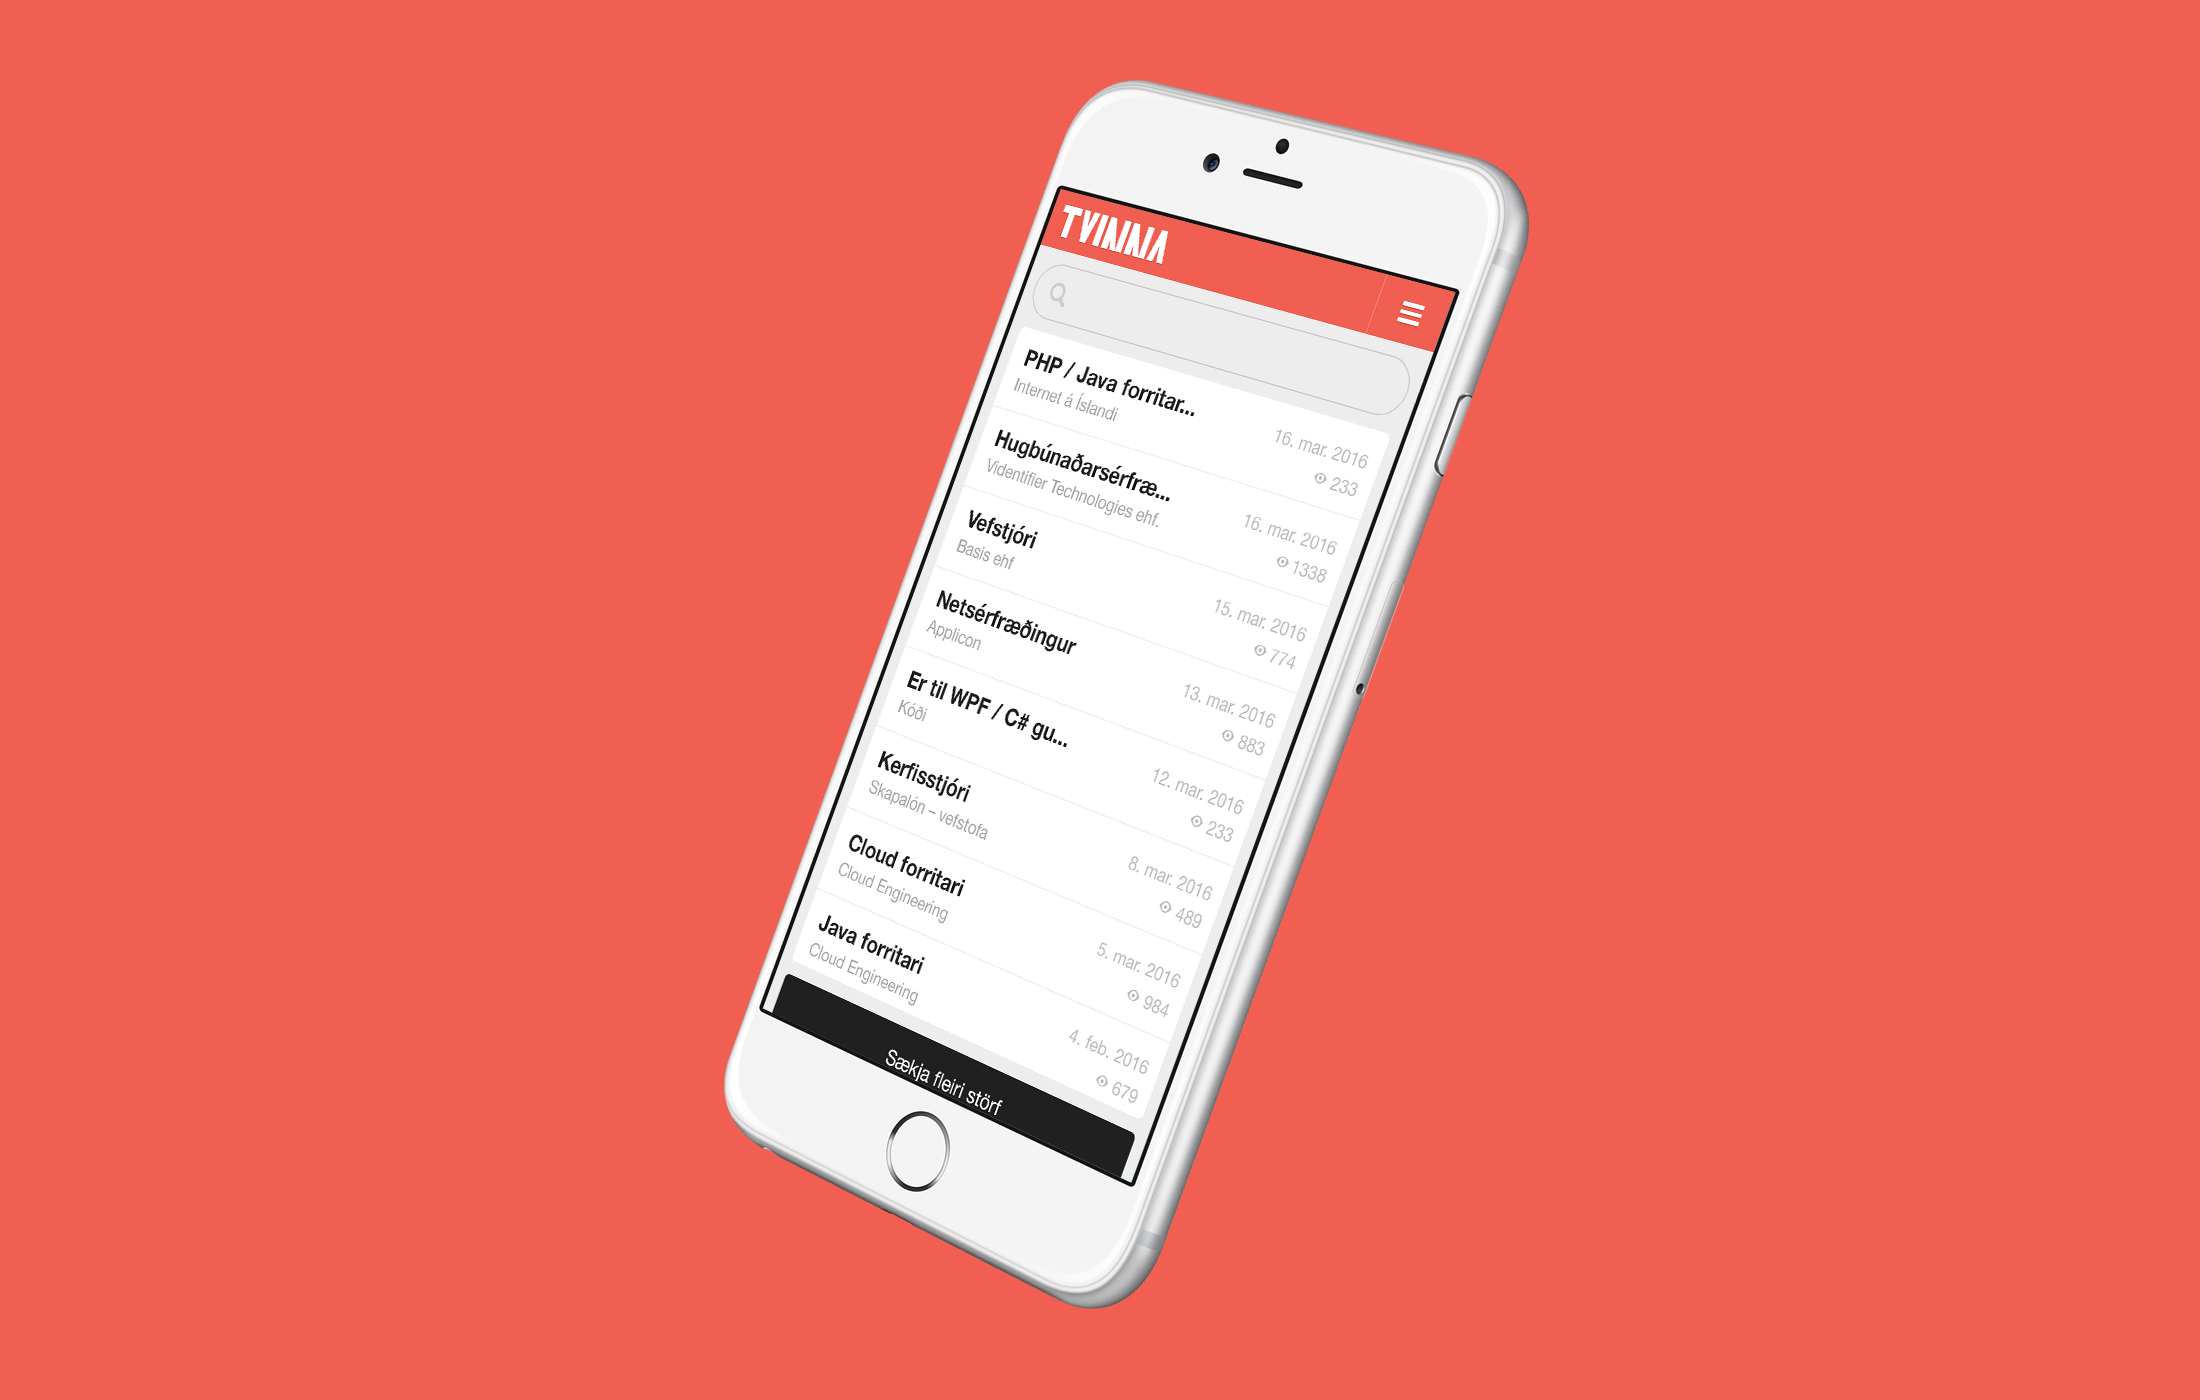 TVINNA
PHP / Java forritar...
Internet á Íslandi
16. mar. 2016
233
Hugbúnaðarsérfræ...
Videntifier Technologies ehf.
16. mar. 2016
1338
Vefstjóri
Basis ehf
15. mar. 2016
774
Netsérfræðingur
Applicon
13. mar. 2016
883
Er til WPF / C# gu...
Kóði
12. mar. 2016
233
Kerfisstjóri
Skapalón – vefstofa
8. mar. 2016
489
Cloud forritari
Cloud Engineering
5. mar. 2016
984
Java forritari
Cloud Engineering
4. feb. 2016
679
Sækja fleiri störf